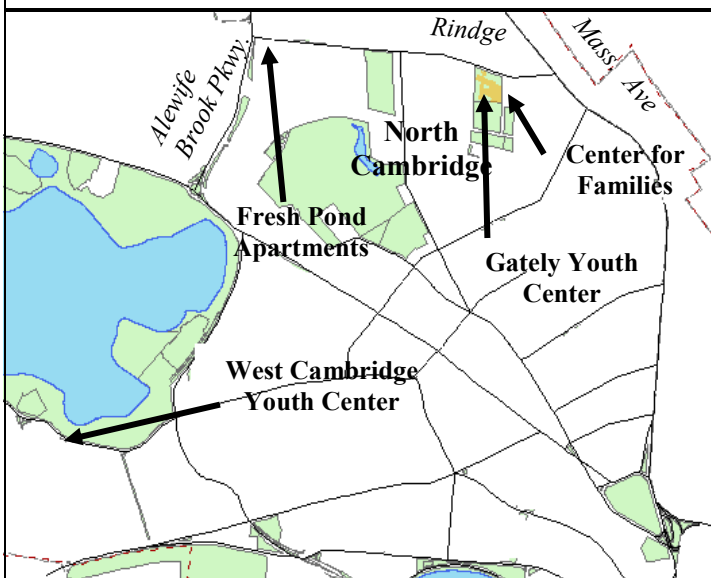 Rindge
Mass Ave
Alewife
Brook Pkwy.
North
Cambridge
Center for
Families
Fresh Pond
Apartments
Gately Youth
Center
West Cambridge
Youth Center